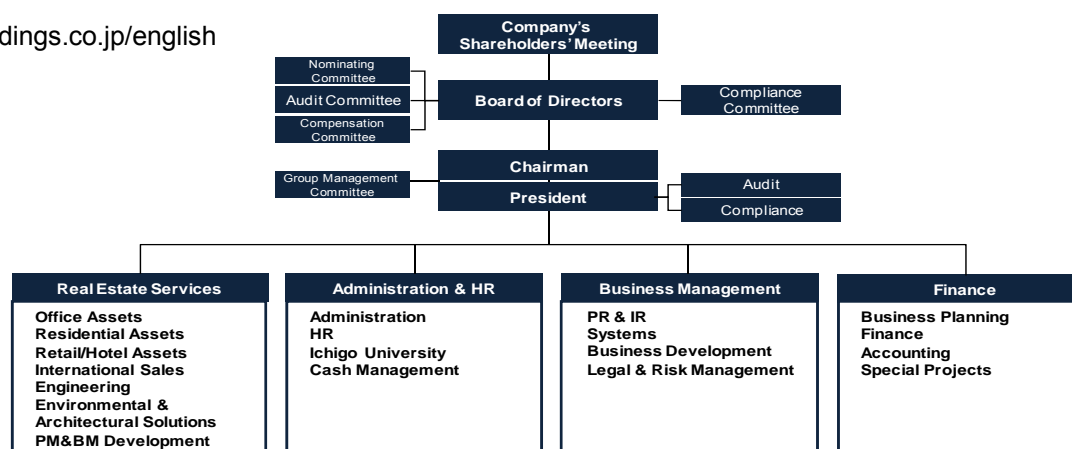 dings.co.jp/english
Company's
Shareholders' Meeting
Nominating
Committee
Audit Committee
Compensation
Committee
Board of Directors
Compliance
Committee
Group Management
Committee
Chairman
President
Audit
Compliance
Real Estate Services
Office Assets
Residential Assets
Retail/Hotel Assets
International Sales
Engineering
Environmental &
Architectural Solutions
PM&BM Development
Administration & HR
Administration
HR
Ichigo University
Cash Management
Business Management
PR & IR
Systems
Business Development
Legal & Risk Management
Finance
Business Planning
Finance
Accounting
Special Projects